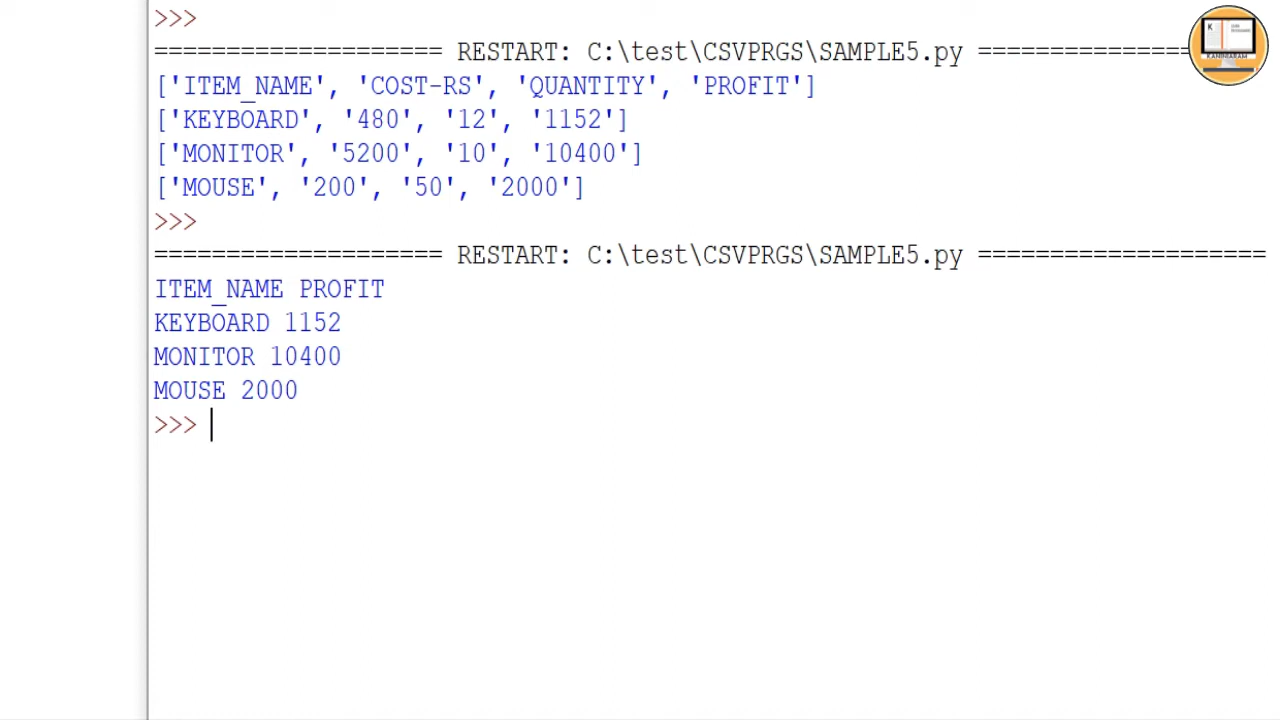 >>>
==================== RESTART: C:\test\CSVPRGS\SAMPLE5.py ===============
['ITEM_NAME', 'COST-RS', 'QUANTITY', 'PROFIT']
['KEYBOARD', '480', '12', '1152']
['MONITOR', '5200', '10', '10400']
['MOUSE', '200', '50', '2000']
>>>
==================== RESTART: C:\test\CSVPRGS\SAMPLE5.py ====================
ITEM_NAME PROFIT
KEYBOARD 1152
MONITOR 10400
MOUSE 2000
>>>